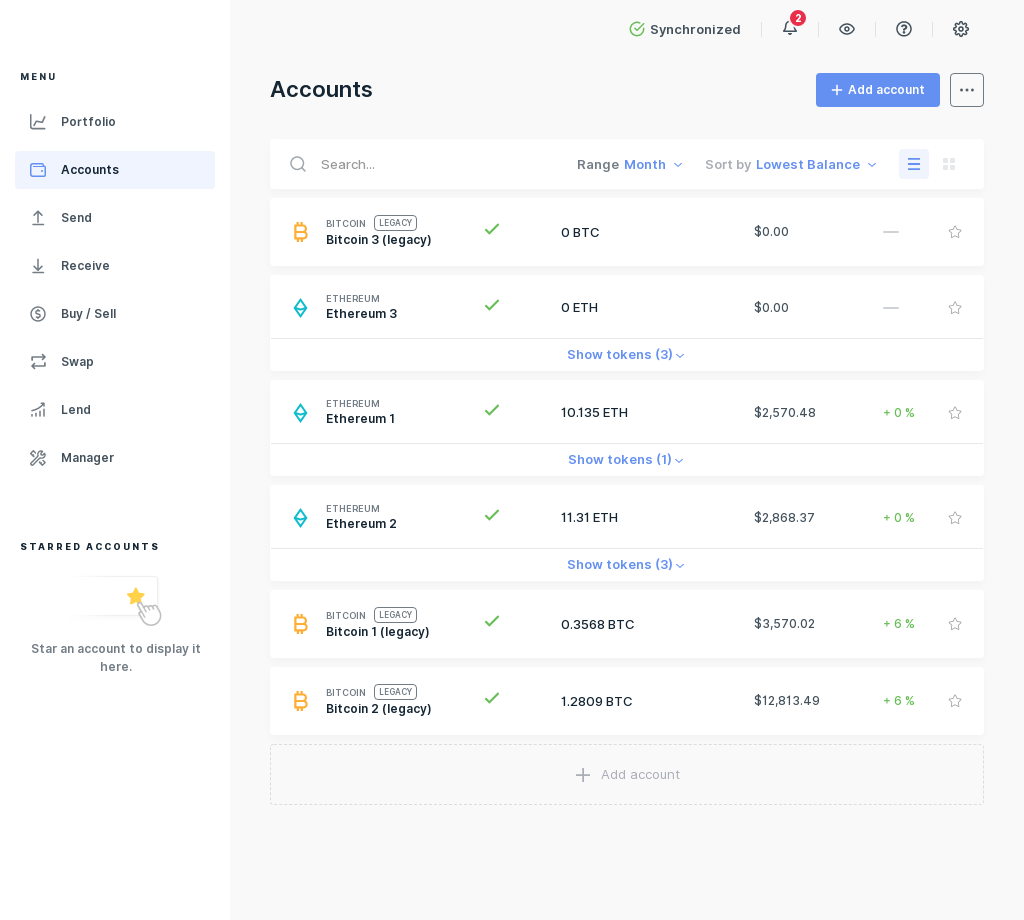 Synchronized
2
MENU
Portfolio
Accounts
Send
Receive
Buy / Sell
Swap
Lend
Manager
STARRED ACCOUNTS
Star an account to display it
here.
Accounts
Add account
Search...
Range Month
Sort by Lowest Balance
BITCOIN LEGACY
Bitcoin 3 (legacy)
0 BTC
$0.00
ETHEREUM
Ethereum 3
0 ETH
$0.00
Show tokens (3)
ETHEREUM
Ethereum 1
10.135 ETH
$2,570.48
+ 0 %
Show tokens (1)
ETHEREUM
Ethereum 2
11.31 ETH
$2,868.37
+ 0 %
Show tokens (3)
BITCOIN LEGACY
Bitcoin 1 (legacy)
0.3568 BTC
$3,570.02
+ 6 %
BITCOIN LEGACY
Bitcoin 2 (legacy)
1.2809 BTC
$12,813.49
+ 6 %
Add account